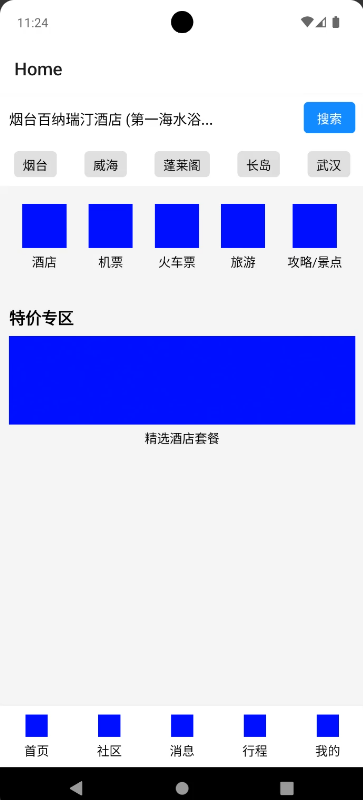 11:24
Home
烟台百纳瑞汀酒店 (第一海水浴...
搜索
烟台 威海 蓬莱阁 长岛 武汉
酒店 机票 火车票 旅游 攻略/景点
特价专区
精选酒店套餐
首页 社区 消息 行程 我的